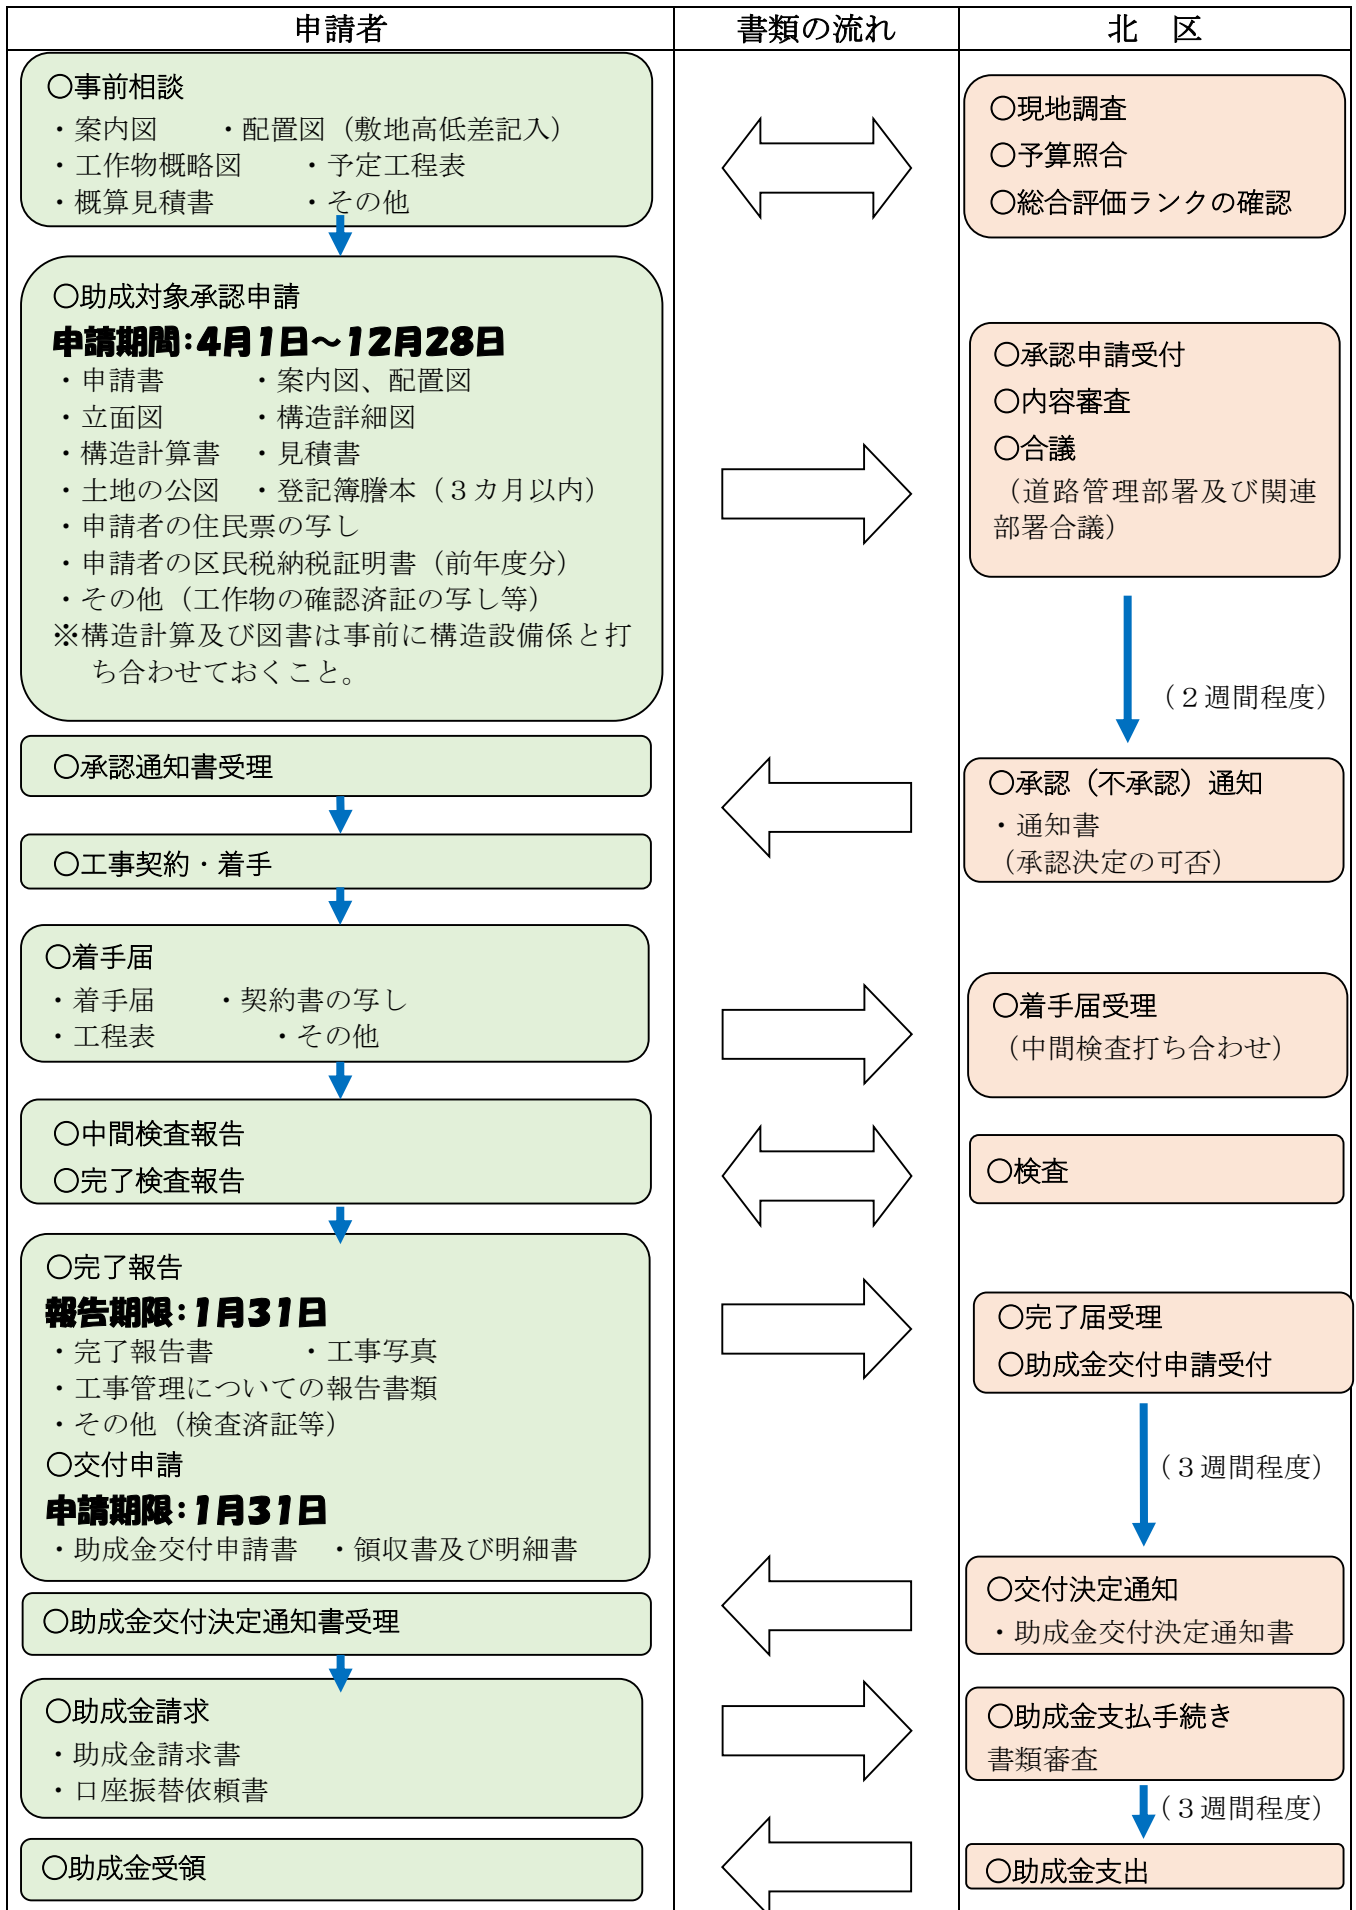 申請者
書類の流れ
北　区
○事前相談
・案内図　　・配置図（敷地高低差記入）
・工作物概略図　　・予定工程表
・概算見積書　　　・その他
○現地調査
○予算照合
○総合評価ランクの確認
○助成対象承認申請
申請期間：4月1日～12月28日
・申請書　　　・案内図、配置図
・立面図　　　・構造詳細図
・構造計算書　・見積書
・土地の公図　・登記簿謄本（３カ月以内）
・申請者の住民票の写し
・申請者の区民税納税証明書（前年度分）
・その他（工作物の確認済証の写し等）
※構造計算及び図書は事前に構造設備係と打
ち合わせておくこと。
○承認申請受付
○内容審査
○合議
（道路管理部署及び関連
部署合議）
（２週間程度）
○承認通知書受理
○承認（不承認）通知
・通知書
（承認決定の可否）
○工事契約・着手
○着手届
・着手届　　・契約書の写し
・工程表　　　　・その他
○着手届受理
（中間検査打ち合わせ）
○中間検査報告
○完了検査報告
○検査
○完了報告
報告期限：1月31日
・完了報告書　　　・工事写真
・工事管理についての報告書類
・その他（検査済証等）
○交付申請
申請期限：1月31日
・助成金交付申請書　・領収書及び明細書
○完了届受理
○助成金交付申請受付
（３週間程度）
○助成金交付決定通知書受理
○交付決定通知
・助成金交付決定通知書
○助成金請求
・助成金請求書
・口座振替依頼書
○助成金支払手続き
書類審査
（３週間程度）
○助成金受領
○助成金支出